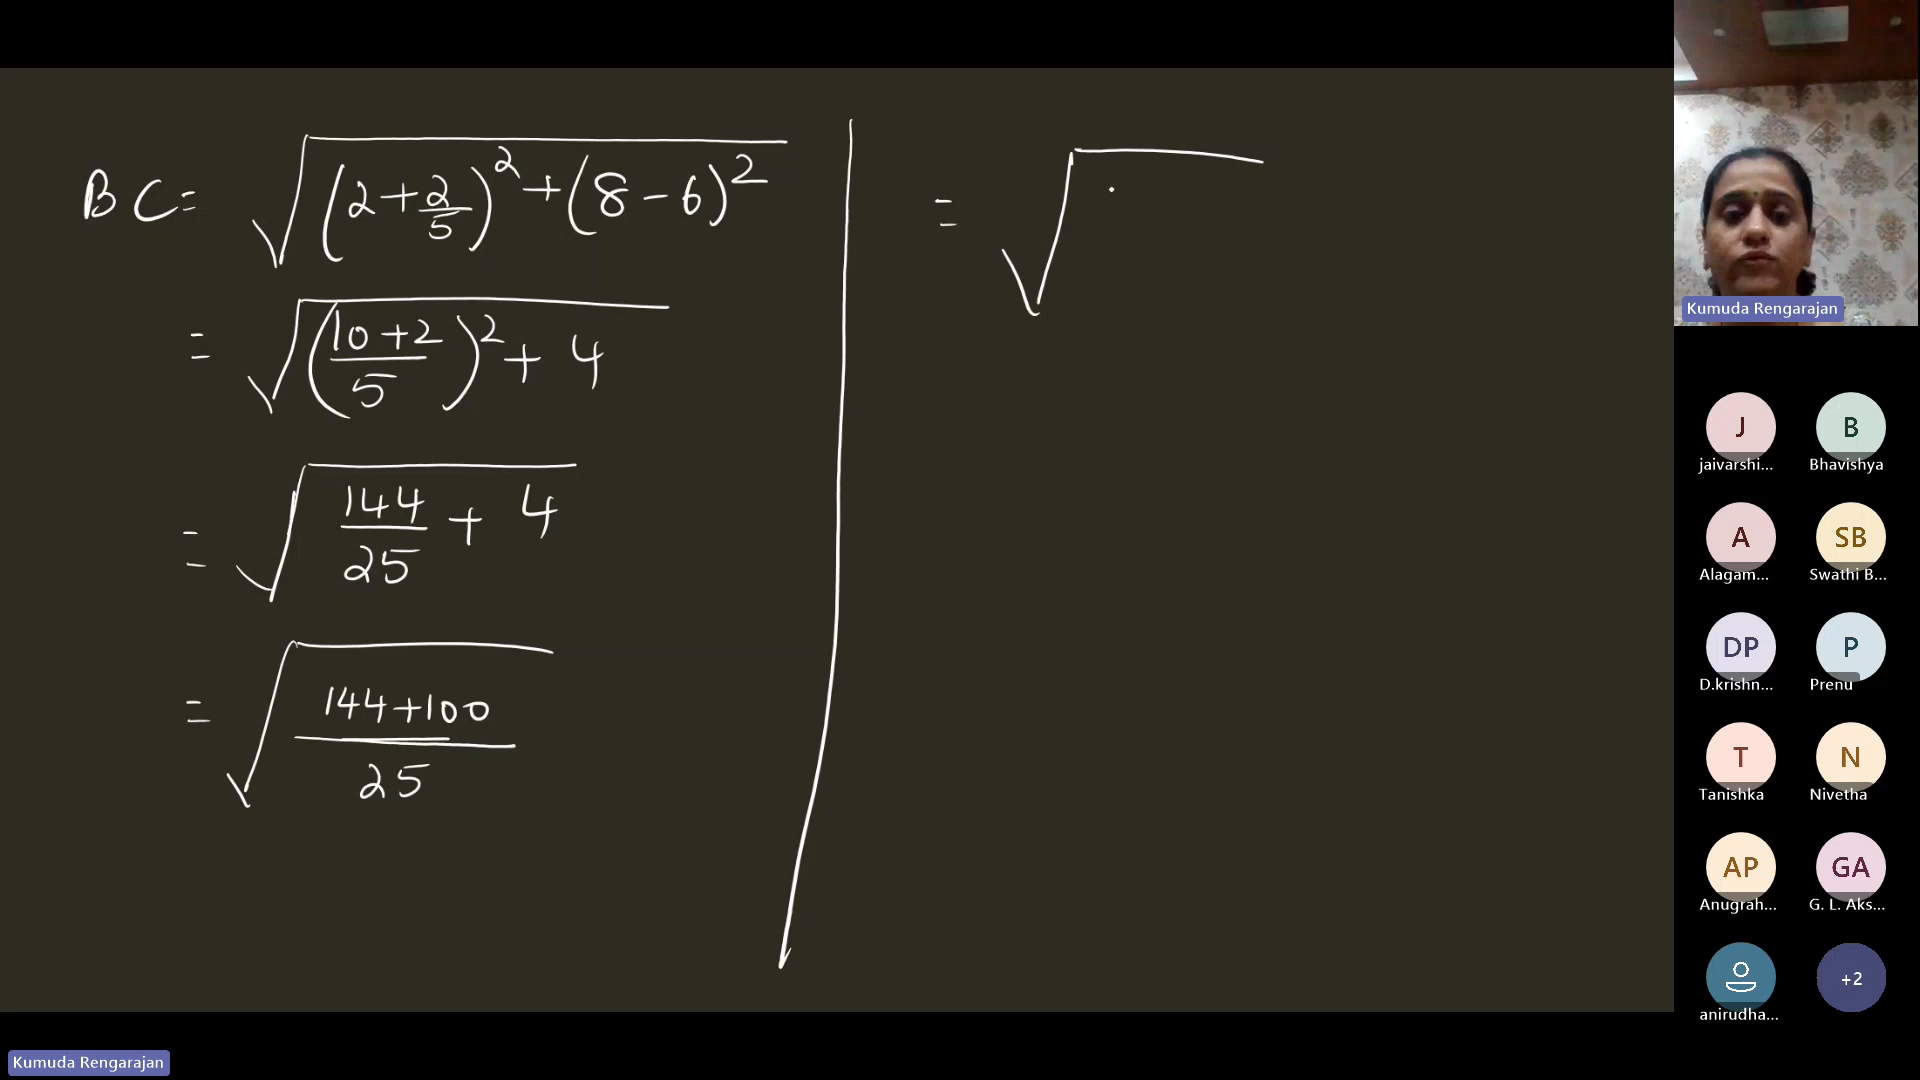 BC= √(2+2/5)²+(8-6)²
= √(10+2/5)²+ 4
= √144/25 + 4
= √144+100/25
= √
Kumuda Rengarajan
J
jaivarshi...
B
Bhavishya
A
Alagam...
SB
Swathi B...
DP
D.krishn...
P
Prenu
T
Tanishka
N
Nivetha
AP
Anugrah...
GA
G. L. Aks...
anirudha...
+2
Kumuda Rengarajan